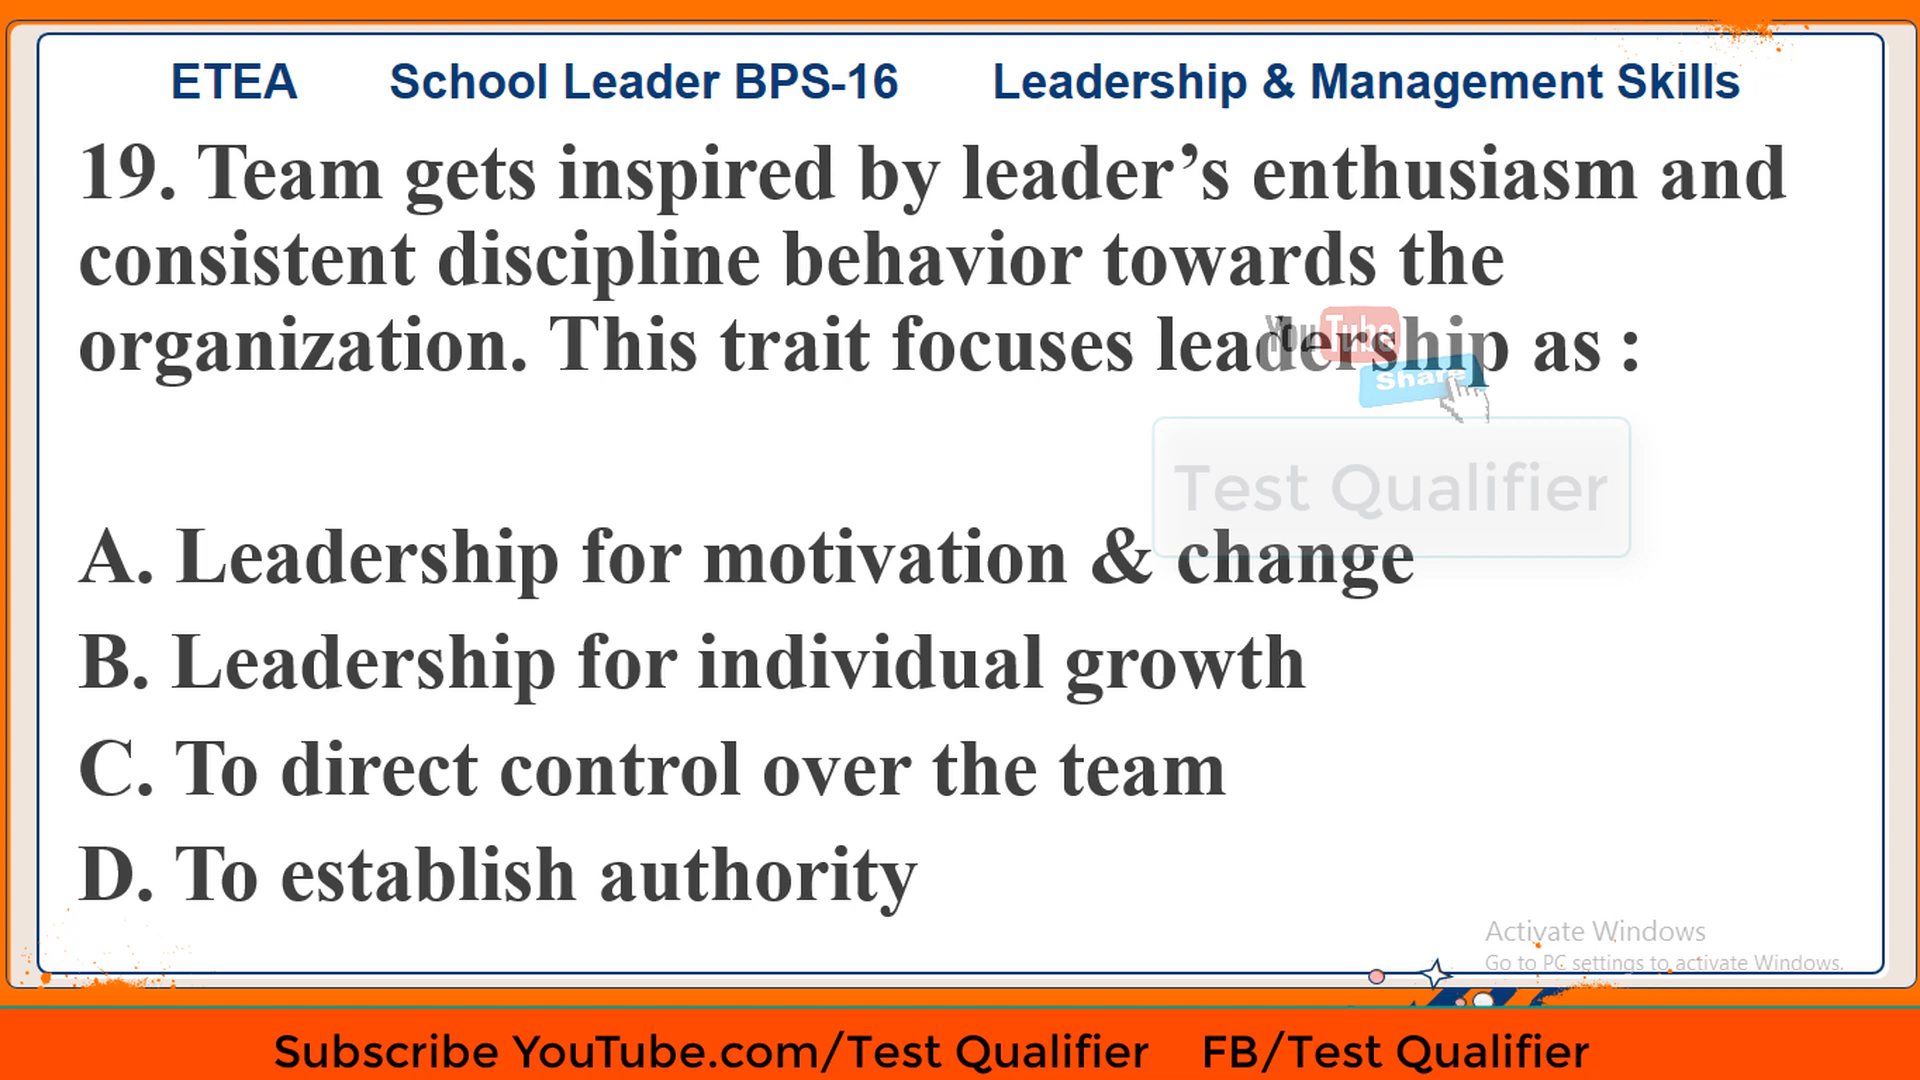 ETEA School Leader BPS-16 Leadership & Management Skills
19. Team gets inspired by leader’s enthusiasm and
consistent discipline behavior towards the
organization. This trait focuses leadership as :
YouTube
Share
Test Qualifier
A. Leadership for motivation & change
B. Leadership for individual growth
C. To direct control over the team
D. To establish authority
Activate Windows
Go to PC settings to activate Windows.
Subscribe YouTube.com/Test Qualifier FB/Test Qualifier